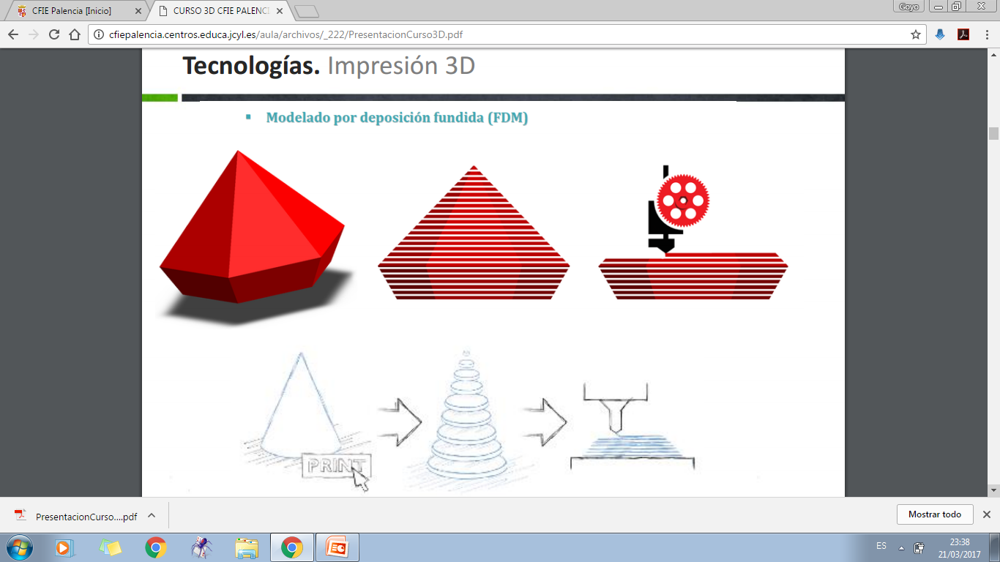 CFIE Palencia [Inicio]
CURSO 3D CFIE PALENCI
Goyo
cfiepalencia.centros.educa.jcyl.es/aula/archivos/_222/PresentacionCurso3D.pdf
Tecnologías. Impresión 3D
Modelado por deposición fundida (FDM)
PRINT
PresentacionCurso....pdf
Mostrar todo
ES
23:38
21/03/2017